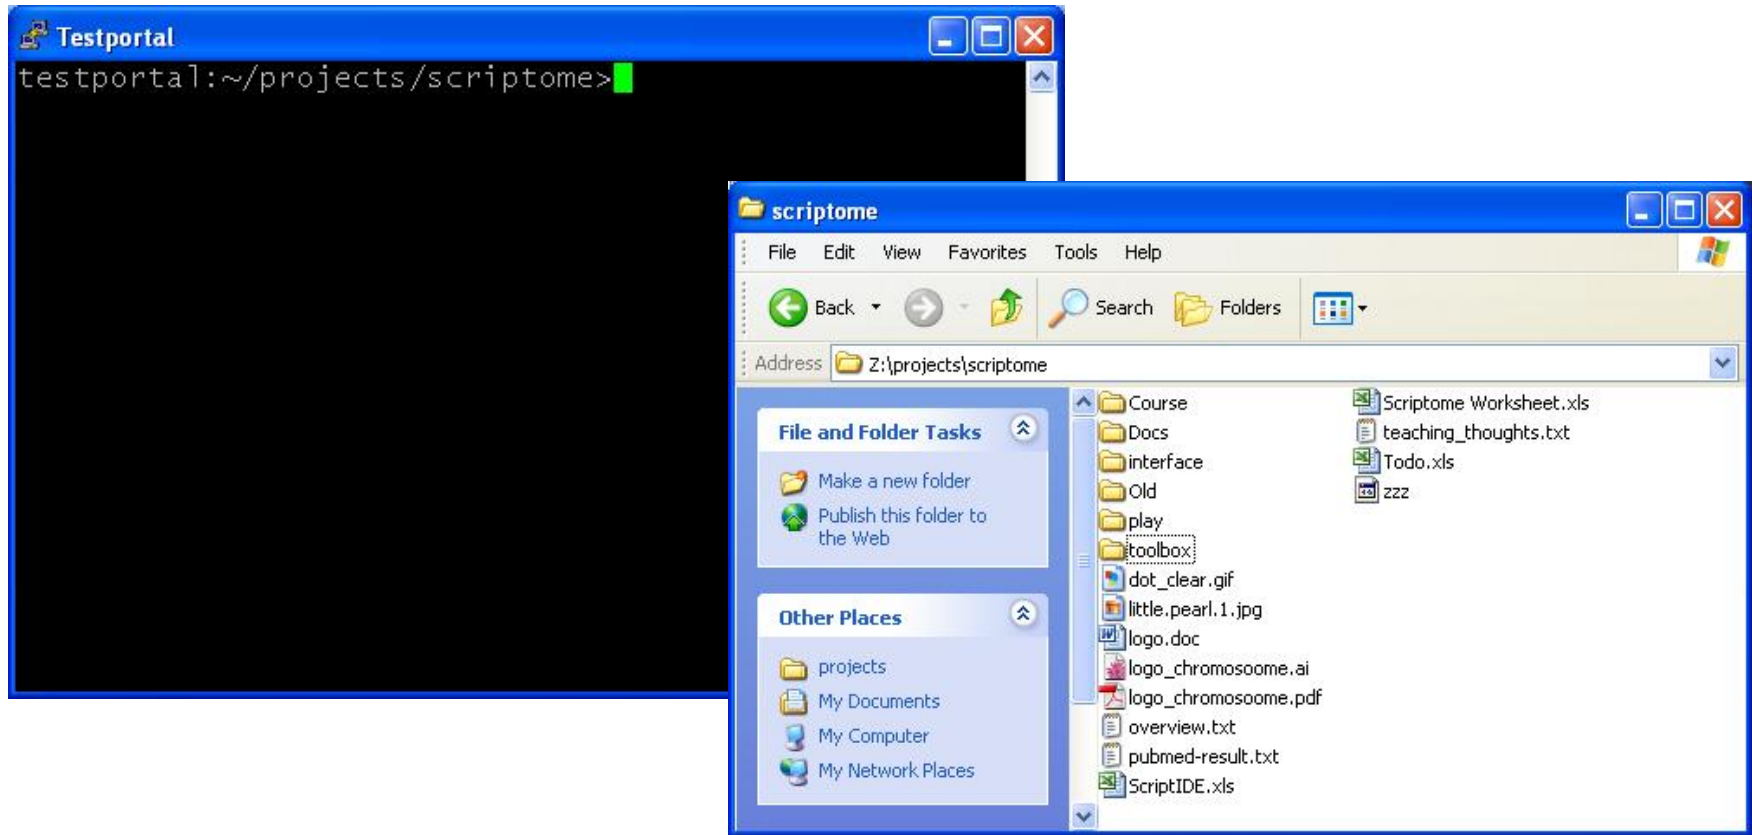 Testportal
testportal:~/projects/scriptome>
scriptome
File Edit View Favorites Tools Help
Back Search Folders
Address Z:\projects\scriptome
File and Folder Tasks
Make a new folder
Publish this folder to
the Web
Other Places
projects
My Documents
My Computer
My Network Places
Course
Docs
interface
Old
play
toolbox
dot_clear.gif
little.pearl.1.jpg
logo.doc
logo_chromosoome.ai
logo_chromosoome.pdf
overview.txt
pubmed-result.txt
ScriptIDE.xls
Scriptome Worksheet.xls
teaching_thoughts.txt
Todo.xls
zzz